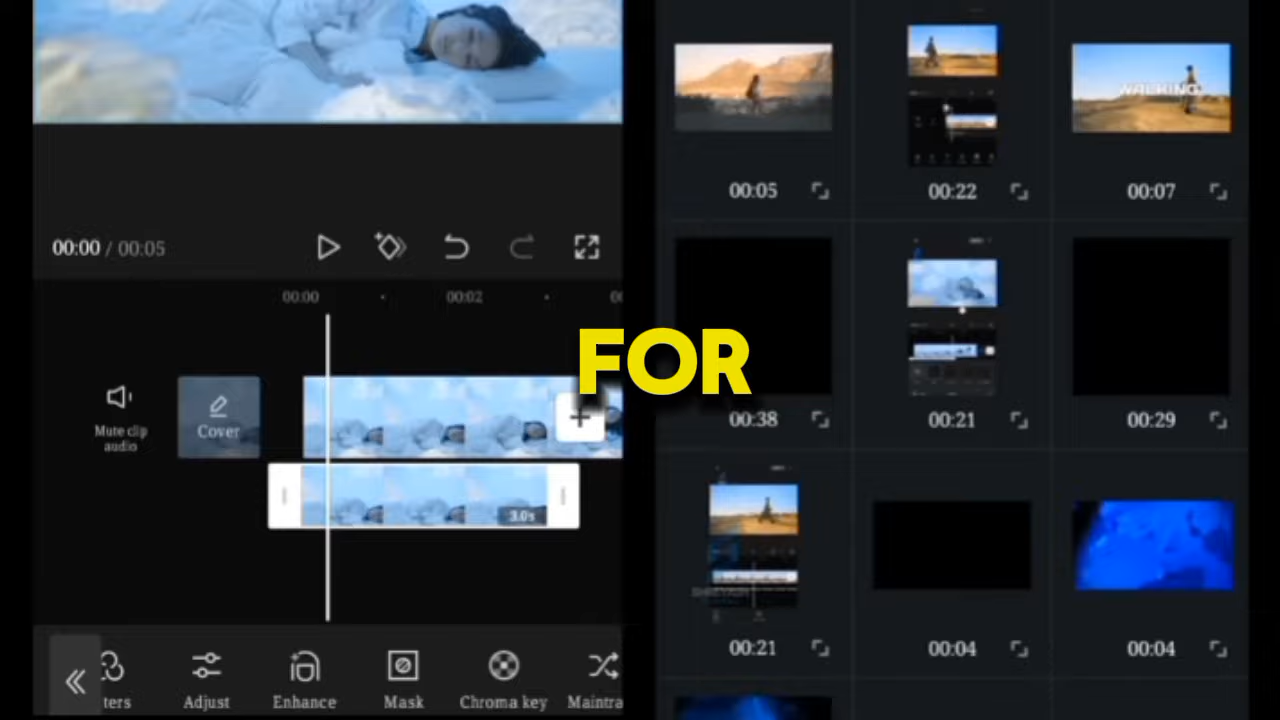 WALKING
00:05
00:22
00:07
00:00 / 00:05
00:00
00:02
FOR
Mute clip
audio
Cover
3.0s
00:38
00:21
00:29
00:21
00:04
00:04
Adjust
Enhance
Mask
Chroma key